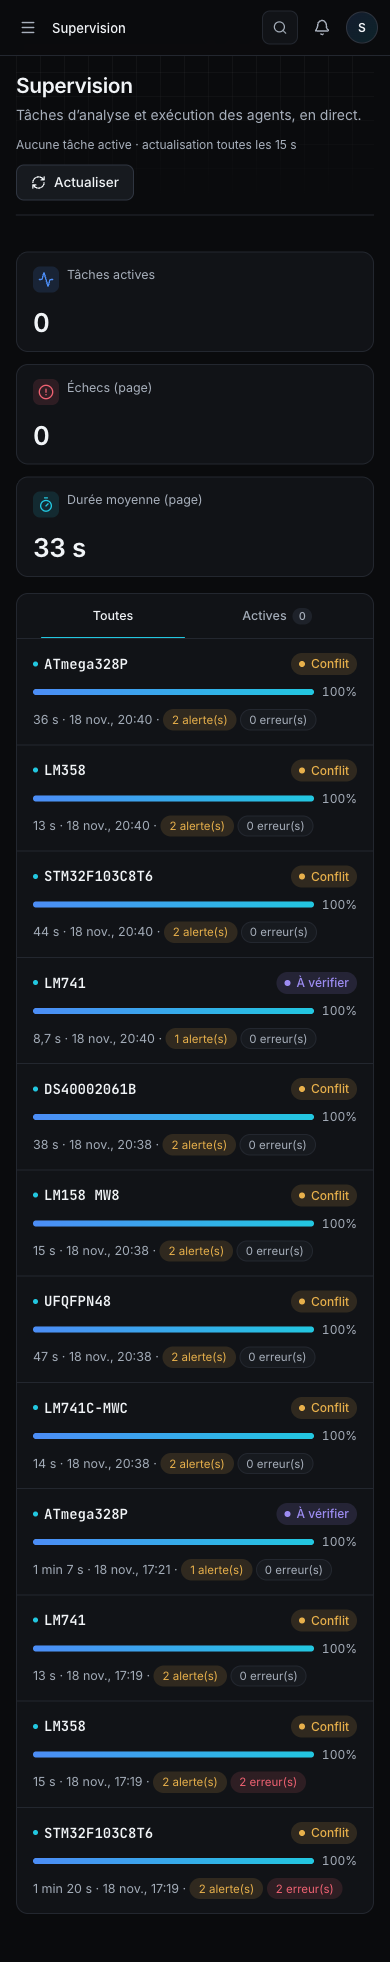 Supervision
S
Supervision
Tâches d'analyse et exécution des agents, en direct.
Aucune tâche active · actualisation toutes les 15 s
Actualiser
Tâches actives
0
Échecs (page)
0
Durée moyenne (page)
33 s
Toutes
Actives 0
ATmega328P Conflit
100%
36 s · 18 nov., 20:40 · 2 alerte(s) 0 erreur(s)
LM358 Conflit
100%
13 s · 18 nov., 20:40 · 2 alerte(s) 0 erreur(s)
STM32F103C8T6 Conflit
100%
44 s · 18 nov., 20:40 · 2 alerte(s) 0 erreur(s)
LM741 À vérifier
100%
8,7 s · 18 nov., 20:40 · 1 alerte(s) 0 erreur(s)
DS40002061B Conflit
100%
38 s · 18 nov., 20:38 · 2 alerte(s) 0 erreur(s)
LM158 MW8 Conflit
100%
15 s · 18 nov., 20:38 · 2 alerte(s) 0 erreur(s)
UFQFPN48 Conflit
100%
47 s · 18 nov., 20:38 · 2 alerte(s) 0 erreur(s)
LM741C-MWC Conflit
100%
14 s · 18 nov., 20:38 · 2 alerte(s) 0 erreur(s)
ATmega328P À vérifier
100%
1 min 7 s · 18 nov., 17:21 · 1 alerte(s) 0 erreur(s)
LM741 Conflit
100%
13 s · 18 nov., 17:19 · 2 alerte(s) 0 erreur(s)
LM358 Conflit
100%
15 s · 18 nov., 17:19 · 2 alerte(s) 2 erreur(s)
STM32F103C8T6 Conflit
100%
1 min 20 s · 18 nov., 17:19 · 2 alerte(s) 2 erreur(s)